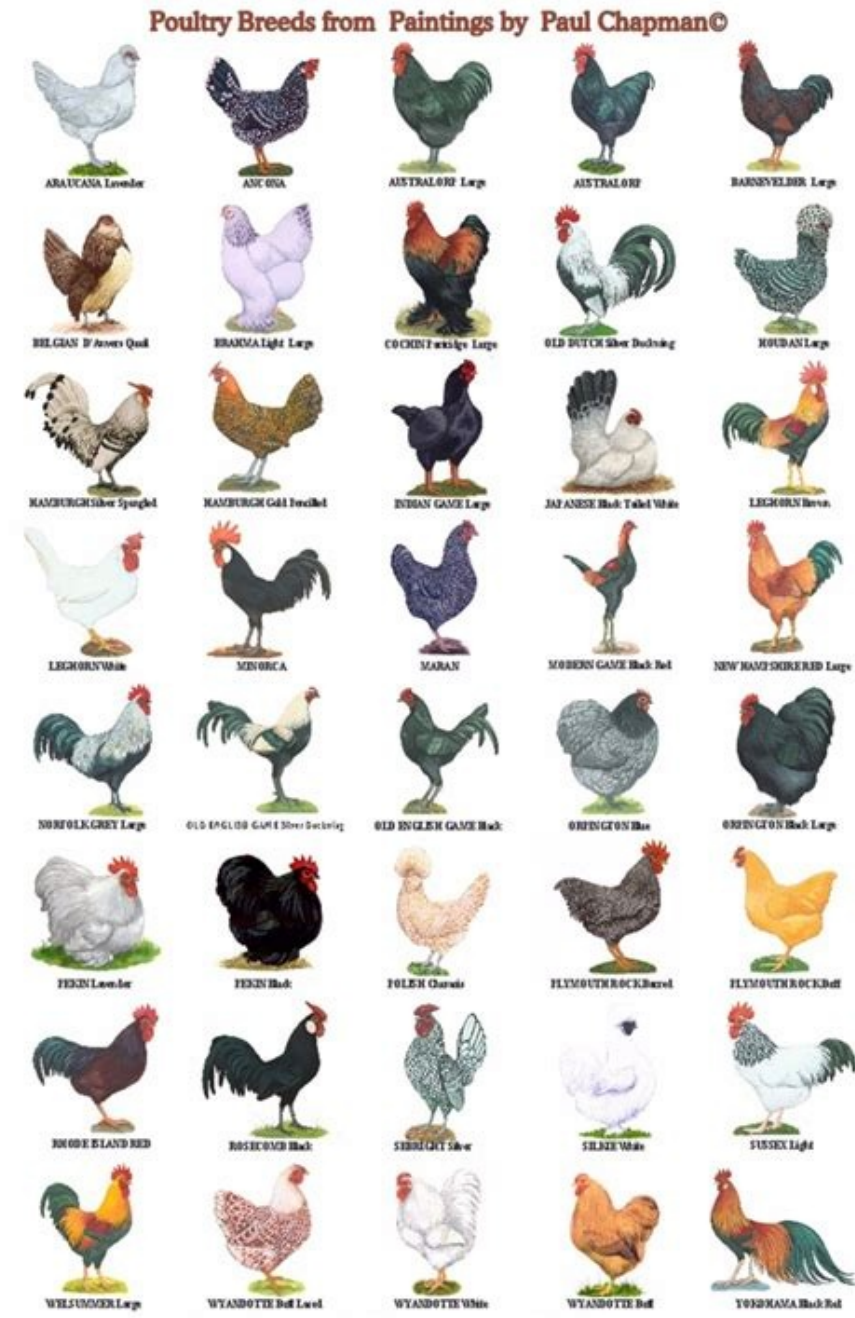 Poultry Breeds from Paintings by Paul Chapman©
ARAUCANA Lavender
ANCONA
AUSTRALORP Large
AUSTRALORP
BARNEVELDER Large
BELGIAN D'Anvers Quail
BRAHMA Light Large
COCHIN Partridge Large
OLD DUTCH Silver Duckwing
HOUDAN Large
HAMBURGH Silver Spangled
HAMBURGH Gold Pencilled
INDIAN GAME Large
JAPANESE Black Tailed White
LEGHORN Brown
LEGHORN White
MINORCA
MARAN
MODERN GAME Black Red
NEW HAMPSHIRE RED Large
NORFOLK GREY Large
OLD ENGLISH GAME Silver Duckwing
OLD ENGLISH GAME Black
ORPINGTON Blue
ORPINGTON Black Large
PEKIN Lavender
PEKIN Black
POLISH Chamois
PLYMOUTH ROCK Barred
PLYMOUTH ROCK Buff
RHODE ISLAND RED
ROSECOMB Black
SEBRIGHT Silver
SILKIE White
SUSSEX Light
WELSUMMER Large
WYANDOTTE Buff Laced
WYANDOTTE White
WYANDOTTE Buff
YOKOHAMA Black Red